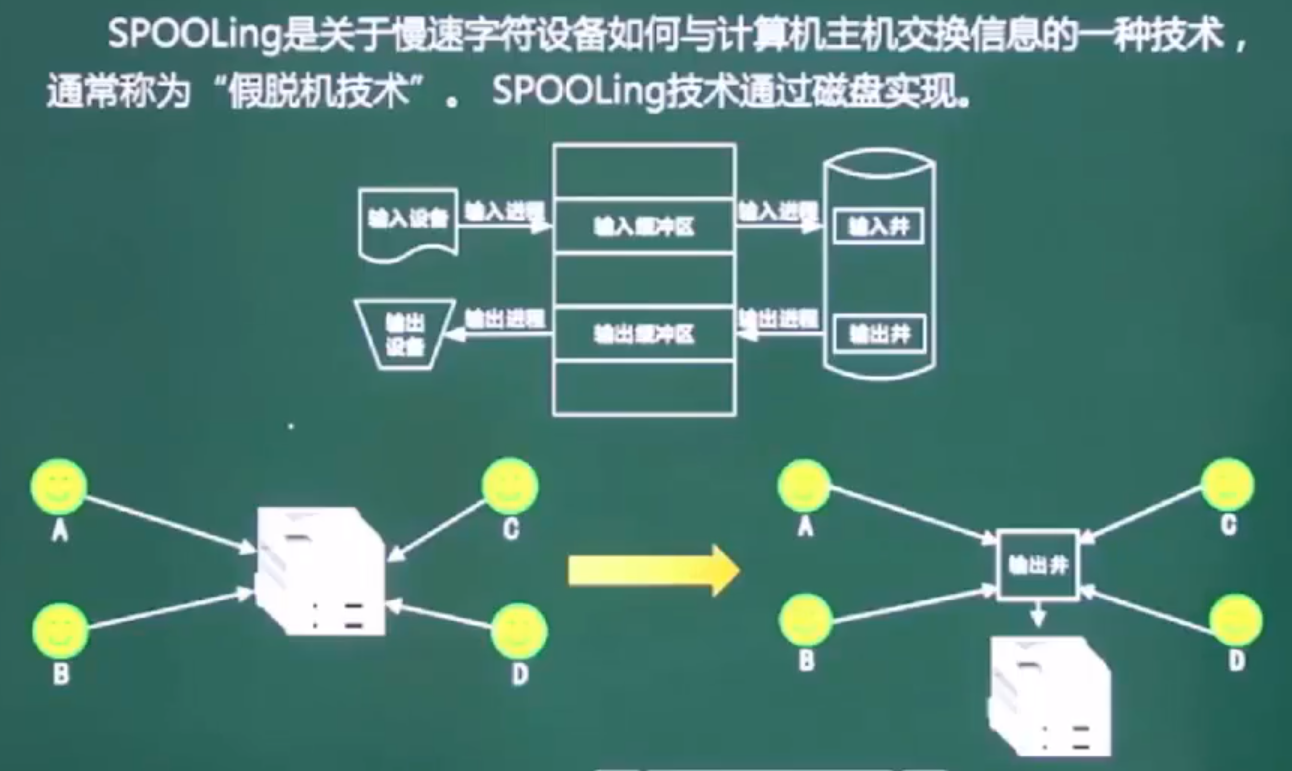 SPOOLing是关于慢速字符设备如何与计算机主机交换信息的一种技术，
通常称为“假脱机技术”。 SPOOLing技术通过磁盘实现。
输入设备
输入进程
输入缓冲区
输入进程
输入井
输出
设备
输出进程
输出缓冲区
输出进程
输出井
A
C
A
C
输出井
B
D
B
D